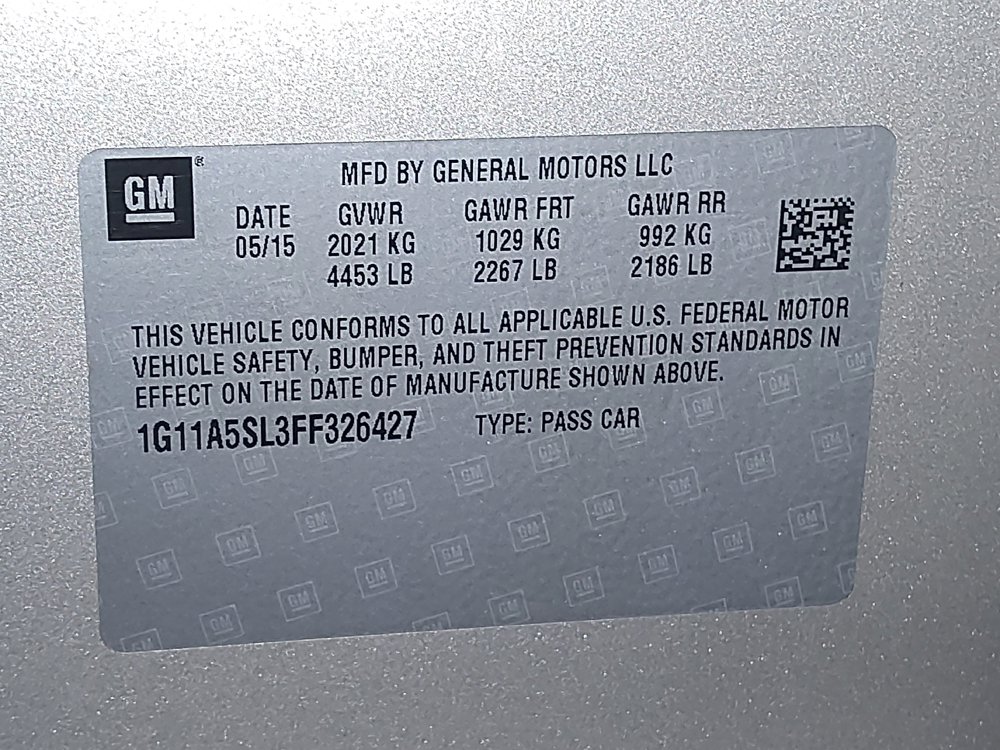 GM ® MFD BY GENERAL MOTORS LLC
DATE GVWR GAWR FRT GAWR RR
05/15 2021 KG 1029 KG 992 KG
4453 LB 2267 LB 2186 LB
THIS VEHICLE CONFORMS TO ALL APPLICABLE U.S. FEDERAL MOTOR
VEHICLE SAFETY, BUMPER, AND THEFT PREVENTION STANDARDS IN
EFFECT ON THE DATE OF MANUFACTURE SHOWN ABOVE.
1G11A5SL3FF326427 TYPE: PASS CAR